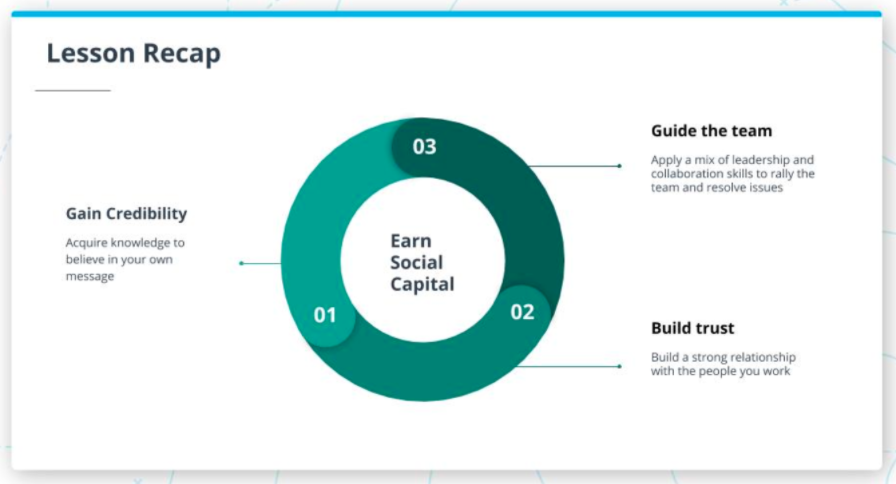 Lesson Recap
Gain Credibility
Acquire knowledge to
believe in your own
message
01
Earn
Social
Capital
02
Build trust
Build a strong relationship
with the people you work
03
Guide the team
Apply a mix of leadership and
collaboration skills to rally the
team and resolve issues